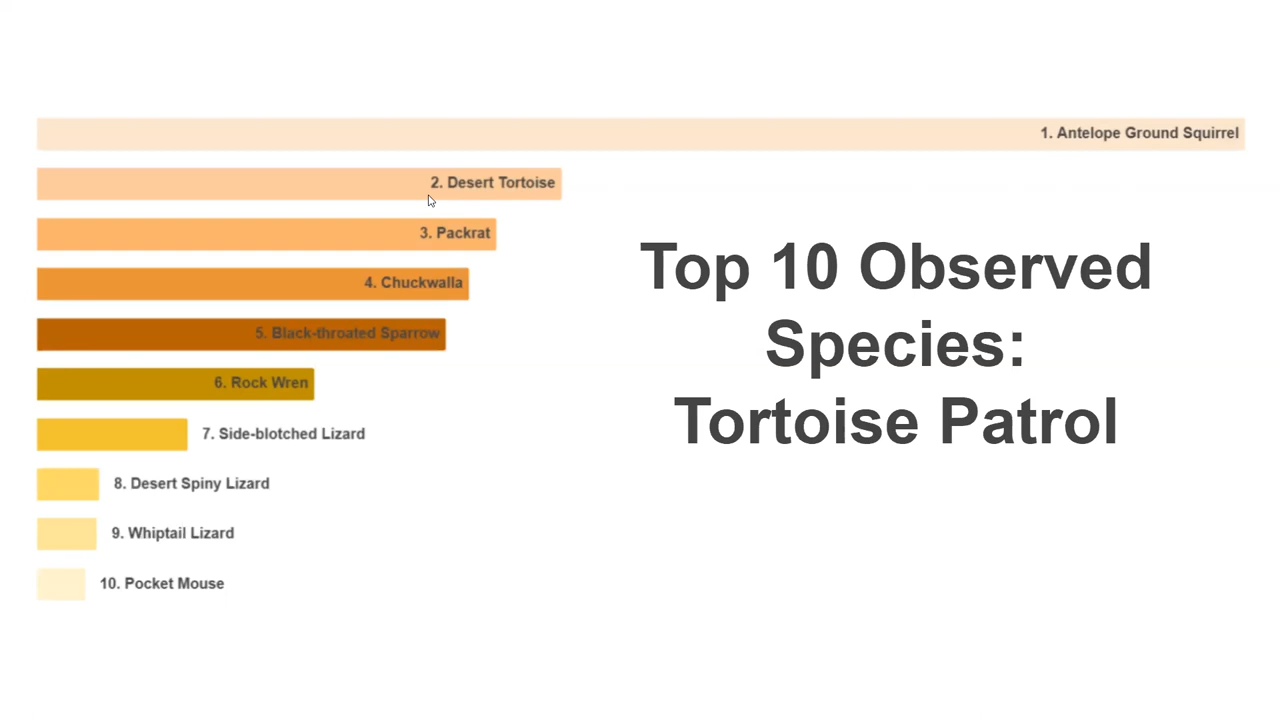 1. Antelope Ground Squirrel
2. Desert Tortoise
3. Packrat
4. Chuckwalla
5. Black-throated Sparrow
6. Rock Wren
7. Side-blotched Lizard
8. Desert Spiny Lizard
9. Whiptail Lizard
10. Pocket Mouse
Top 10 Observed
Species:
Tortoise Patrol